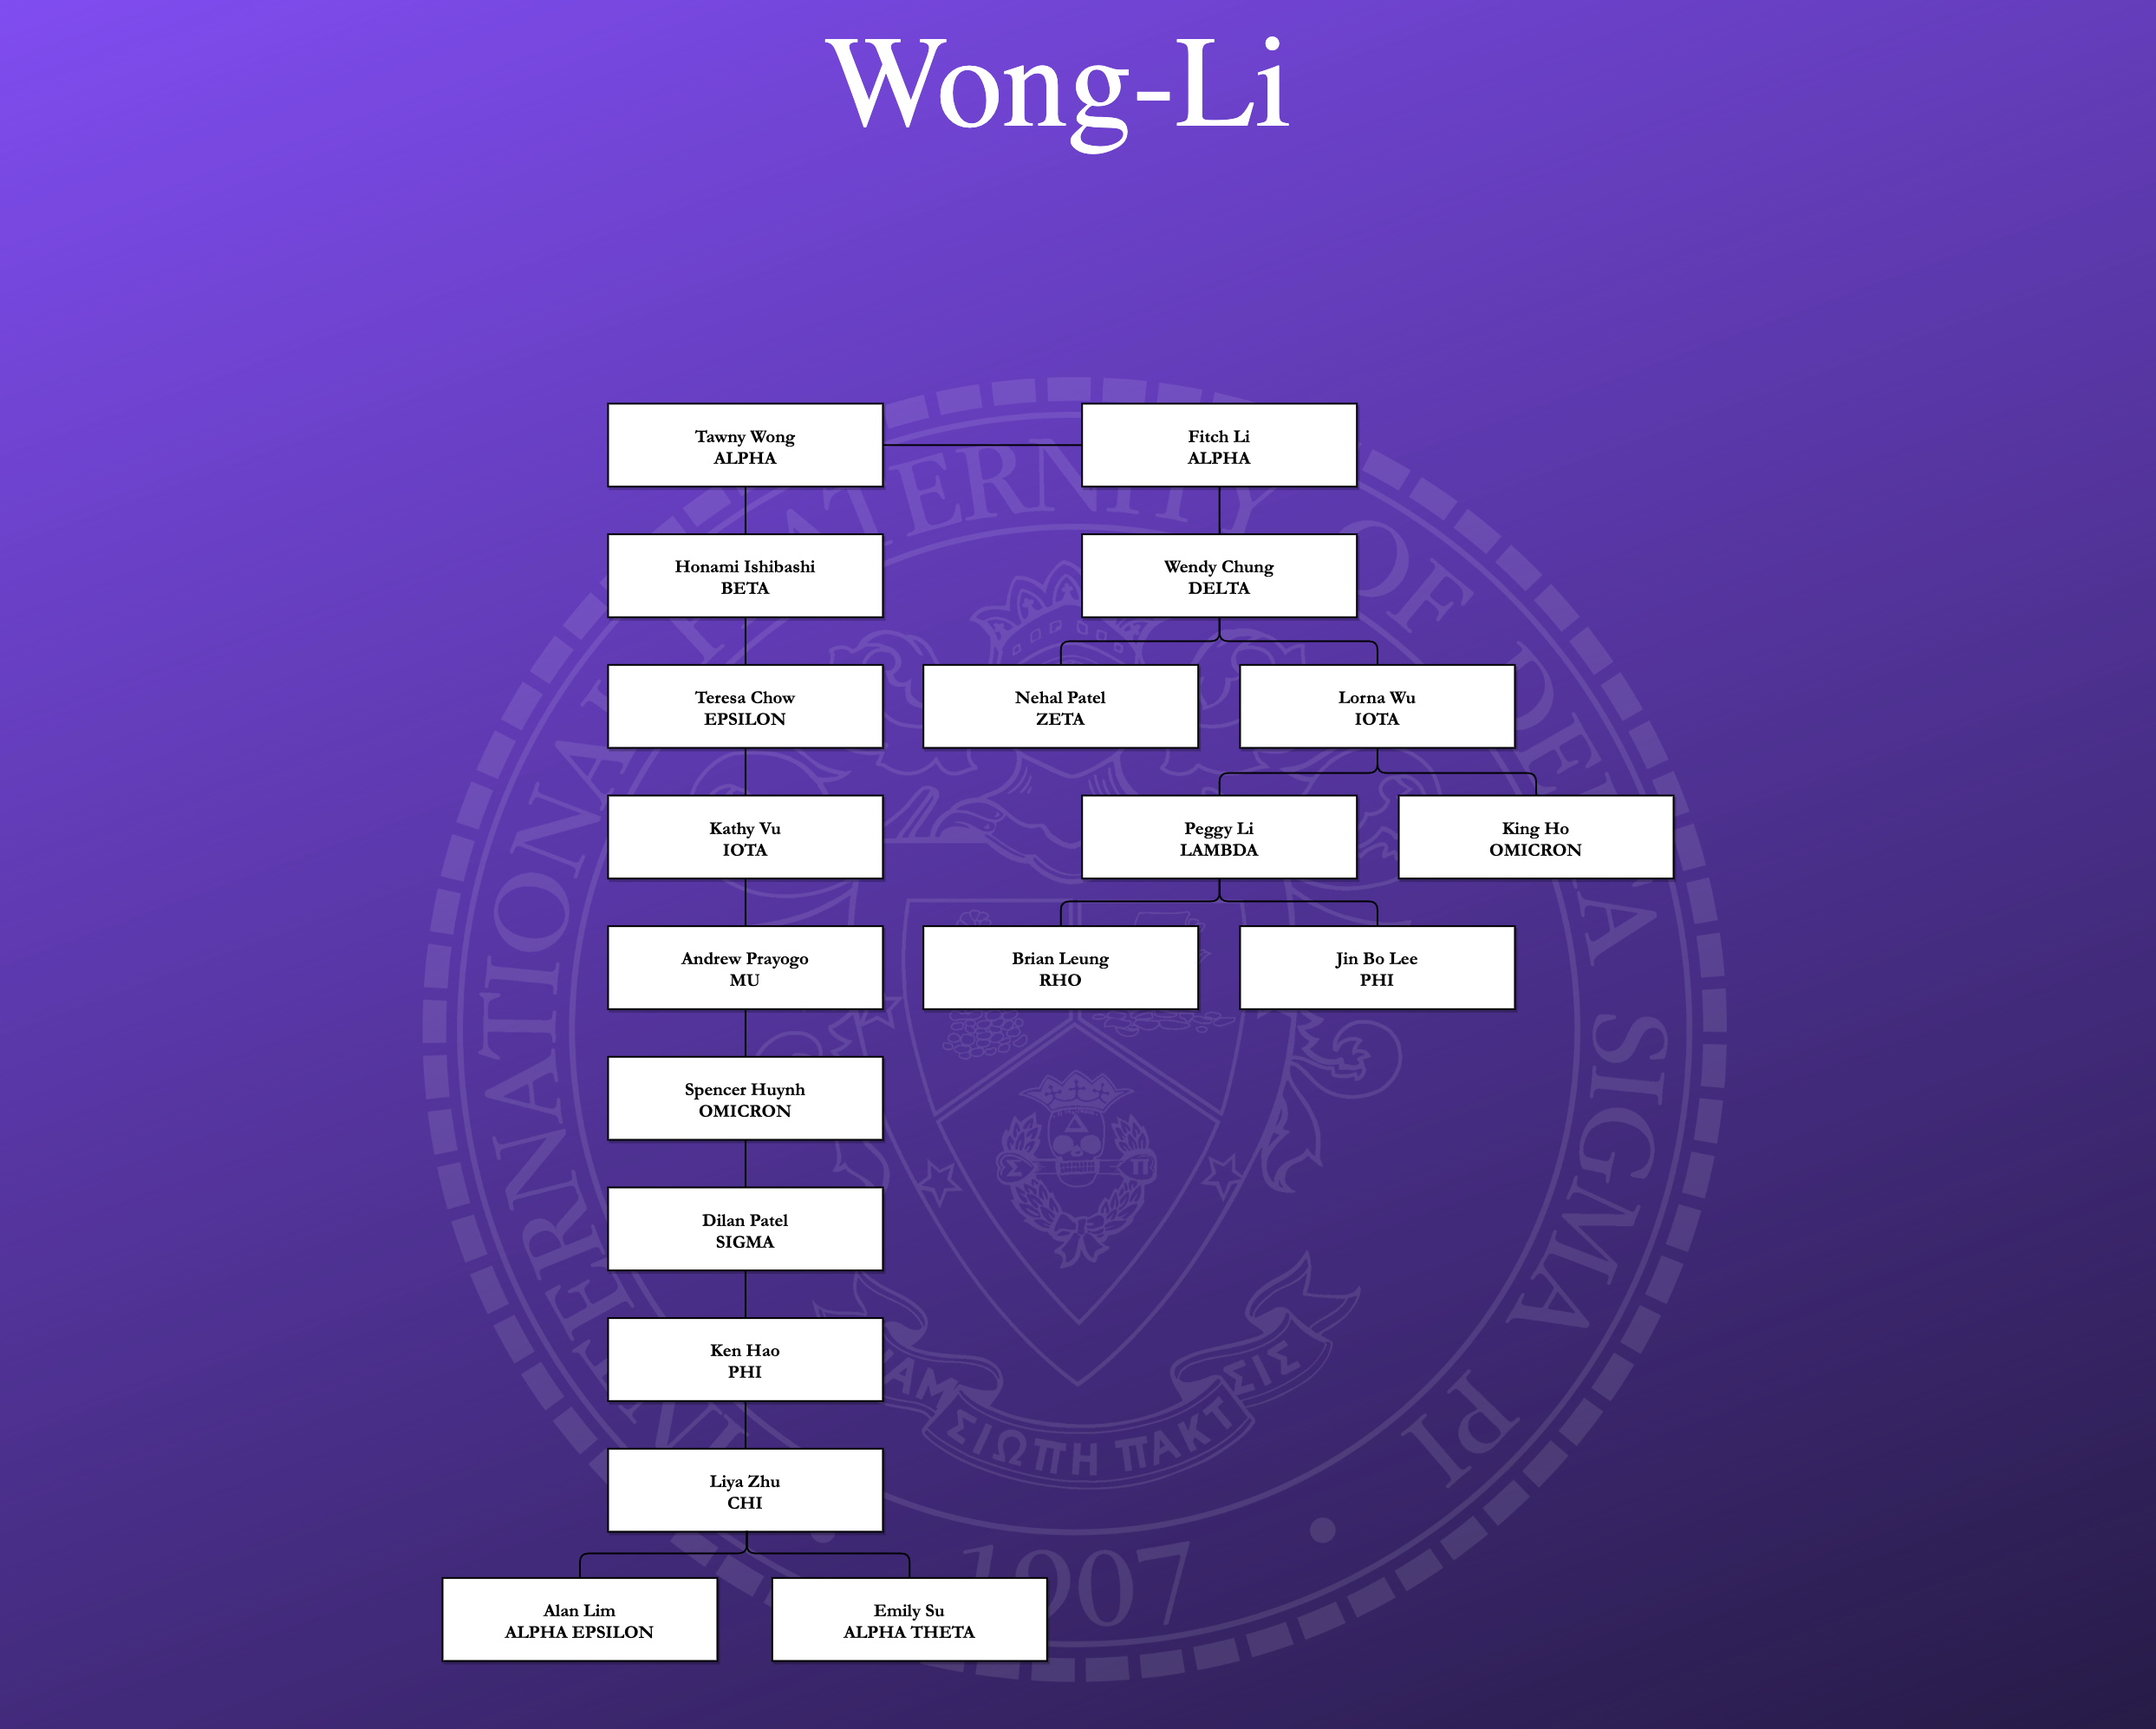 Wong-Li
Tawny Wong
ALPHA
Fitch Li
ALPHA
Honami Ishibashi
BETA
Wendy Chung
DELTA
Teresa Chow
EPSILON
Nehal Patel
ZETA
Lorna Wu
IOTA
Kathy Vu
IOTA
Peggy Li
LAMBDA
King Ho
OMICRON
Andrew Prayogo
MU
Brian Leung
RHO
Jin Bo Lee
PHI
Spencer Huynh
OMICRON
Dilan Patel
SIGMA
Ken Hao
PHI
Liya Zhu
CHI
Alan Lim
ALPHA EPSILON
Emily Su
ALPHA THETA
OF
SIGMA
PI
ΣΙΩΠΗ ΠΑΚΤ ΣΙΣ
Σ Π
Δ
1907